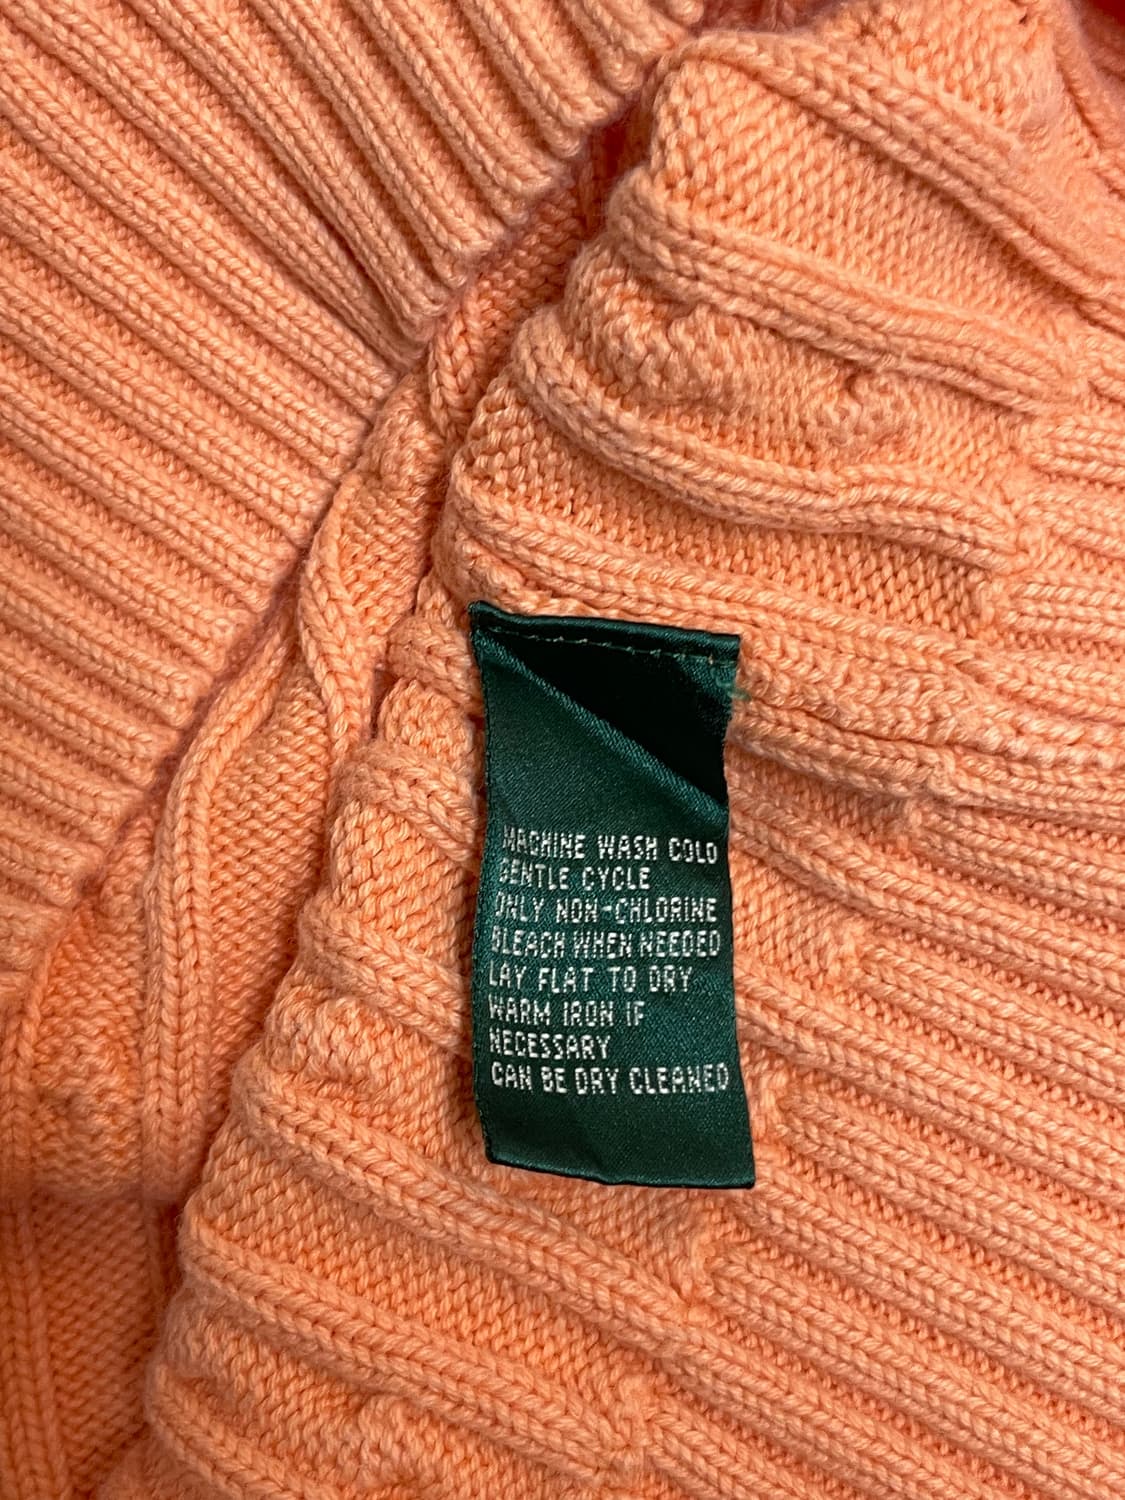 MACHINE WASH COLD
GENTLE CYCLE
ONLY NON-CHLORINE
BLEACH WHEN NEEDED
LAY FLAT TO DRY
WARM IRON IF
NECESSARY
CAN BE DRY CLEANED